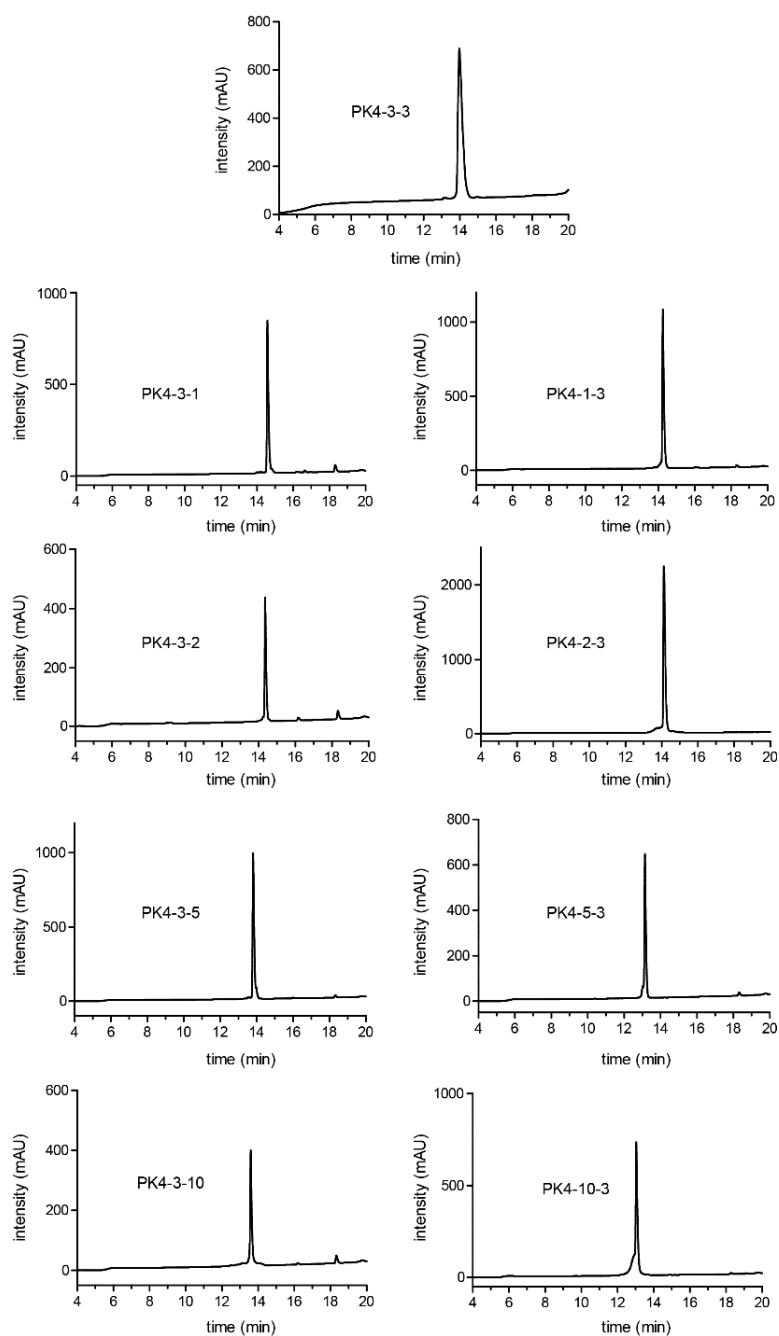 800
600
400
200
0
intensity (mAU)
PK4-3-3
4 6 8 10 12 14 16 18 20
time (min)
1000
500
0
intensity (mAU)
PK4-3-1
4 6 8 10 12 14 16 18 20
time (min)
1000
500
0
intensity (mAU)
PK4-1-3
4 6 8 10 12 14 16 18 20
time (min)
600
400
200
0
intensity (mAU)
PK4-3-2
4 6 8 10 12 14 16 18 20
time (min)
2000
1000
0
intensity (mAU)
PK4-2-3
4 6 8 10 12 14 16 18 20
time (min)
1000
500
0
intensity (mAU)
PK4-3-5
4 6 8 10 12 14 16 18 20
time (min)
800
600
400
200
0
intensity (mAU)
PK4-5-3
4 6 8 10 12 14 16 18 20
time (min)
600
400
200
0
intensity (mAU)
PK4-3-10
4 6 8 10 12 14 16 18 20
time (min)
1000
500
0
intensity (mAU)
PK4-10-3
4 6 8 10 12 14 16 18 20
time (min)